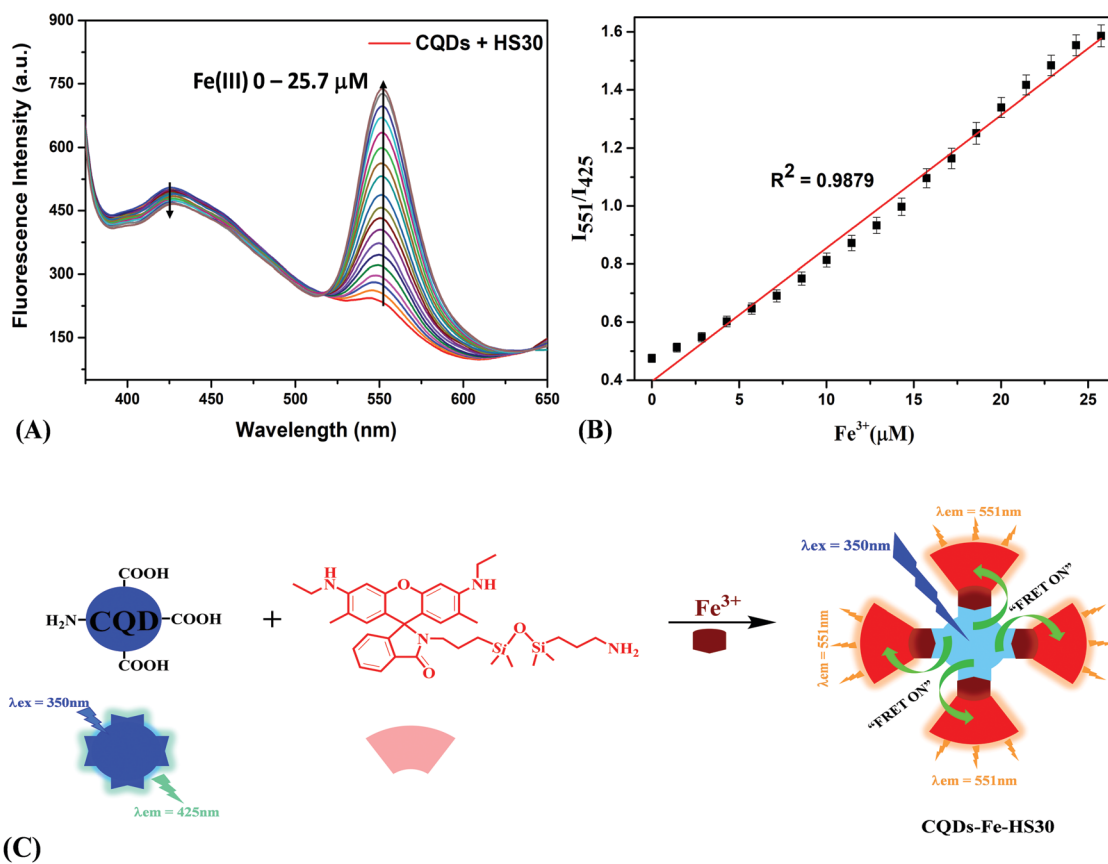 900
750
600
450
300
150
Fluorescence Intensity (a.u.)
CQDs + HS30
Fe(III) 0 – 25.7 μM
400
450
500
550
600
650
Wavelength (nm)
(A)
1.6
1.4
1.2
1.0
0.8
0.6
0.4
I551/I425
R² = 0.9879
0
5
10
15
20
25
Fe³⁺(μM)
(B)
COOH
H₂N
CQD
COOH
COOH
λex = 350nm
λem = 425nm
+
H
N
O
N
H
N
O
Si
O
Si
NH₂
Fe³⁺
λex = 350nm
λem = 551nm
λem = 551nm
λem = 551nm
λem = 551nm
"FRET ON"
"FRET ON"
CQDs-Fe-HS30
(C)